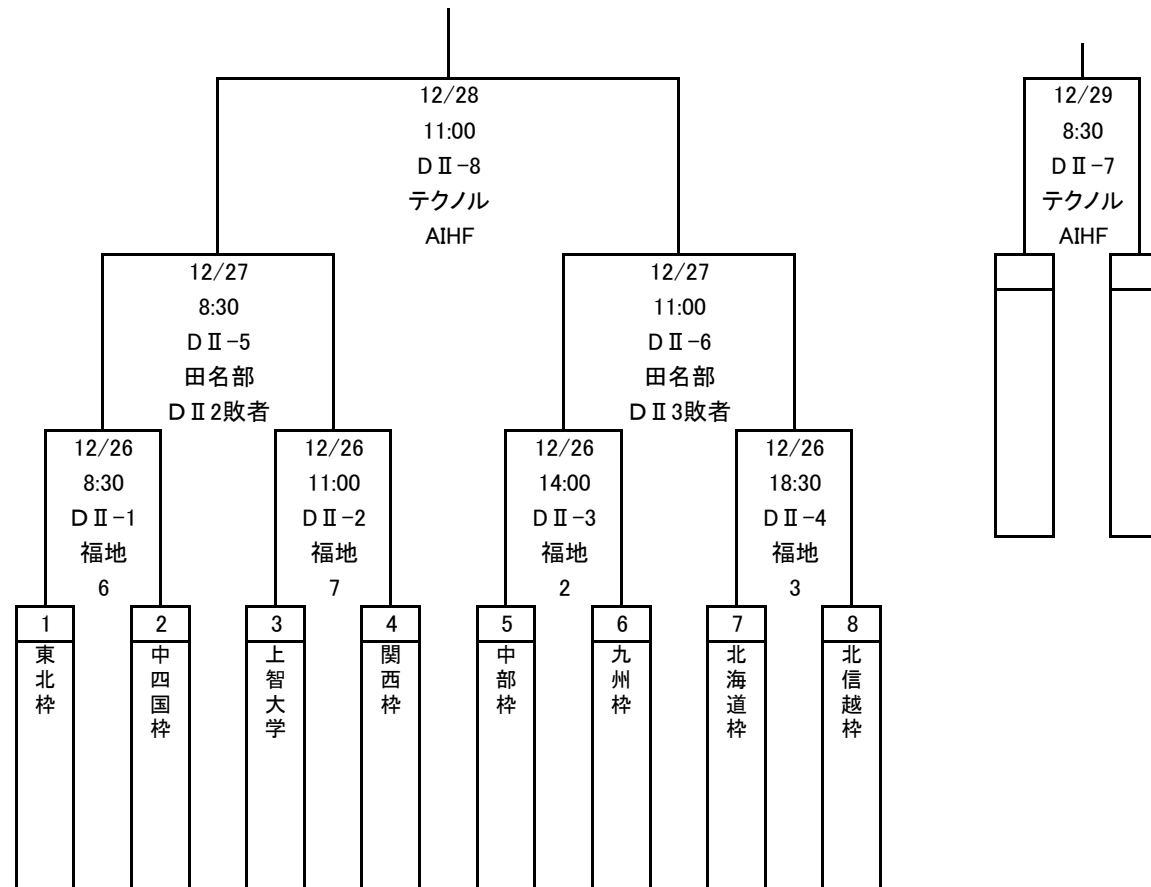 12/28
11:00
DⅡ-8
テクノル
AIHF
12/29
8:30
DⅡ-7
テクノル
AIHF
12/27
8:30
DⅡ-5
田名部
DⅡ2敗者
12/27
11:00
DⅡ-6
田名部
DⅡ3敗者
12/26
8:30
DⅡ-1
福地
6
12/26
11:00
DⅡ-2
福地
7
12/26
14:00
DⅡ-3
福地
2
12/26
18:30
DⅡ-4
福地
3
1
東北枠
2
中四国枠
3
上智大学
4
関西枠
5
中部枠
6
九州枠
7
北海道枠
8
北信越枠